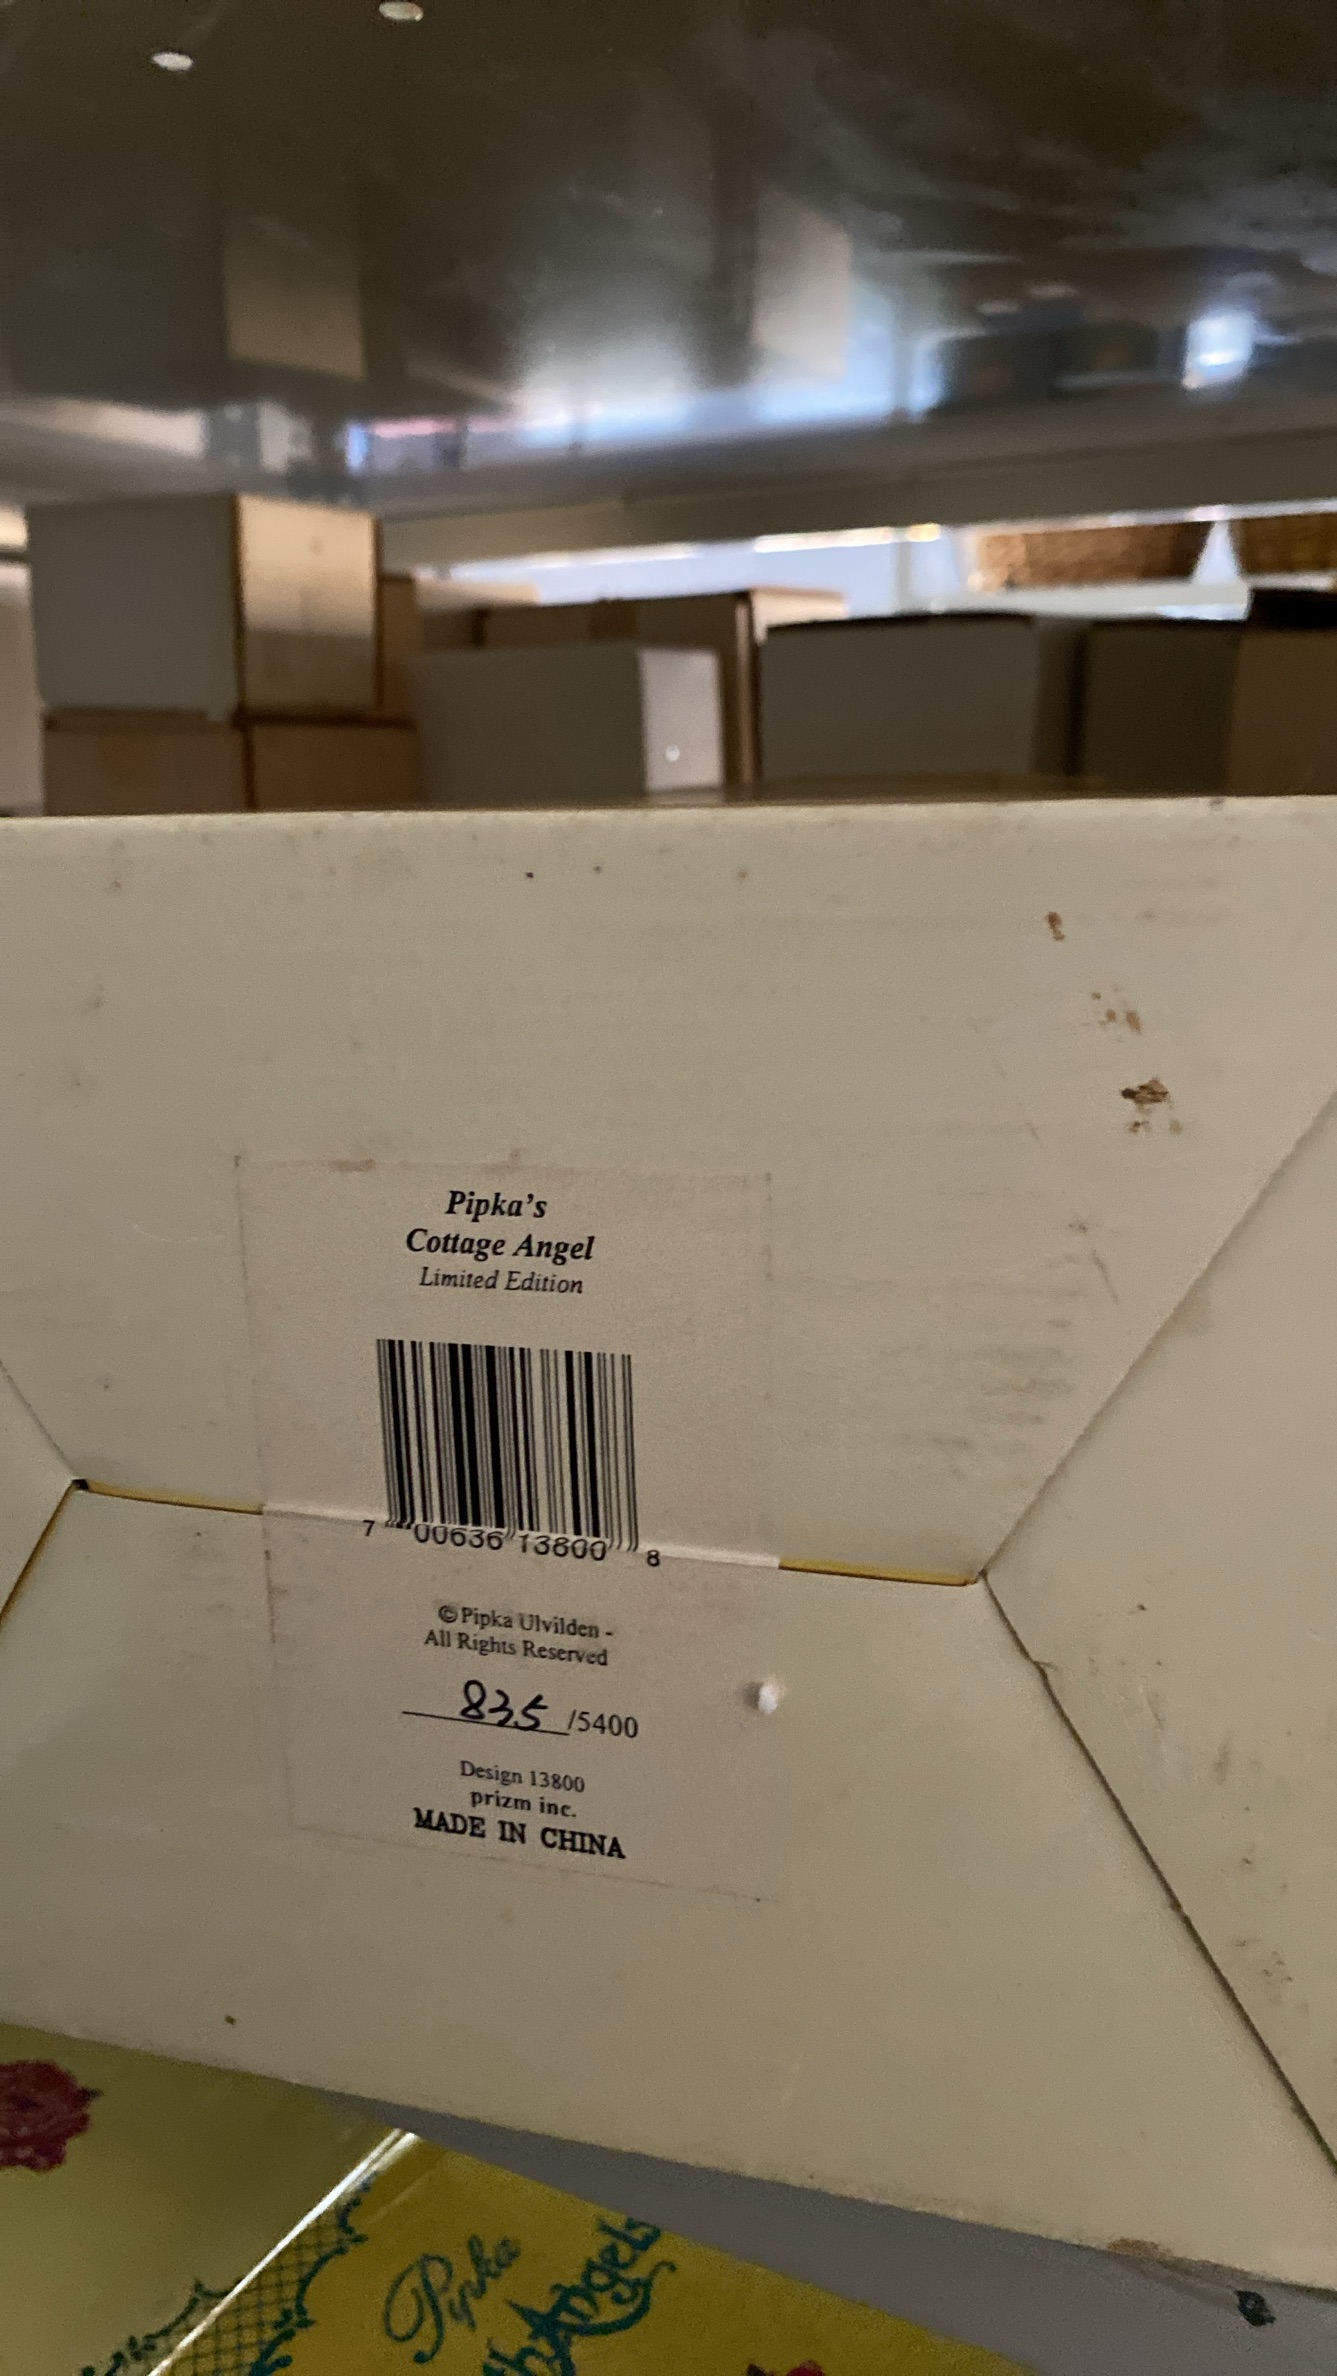 Pipka's
Cottage Angel
Limited Edition
7 00636 13800 8
©Pipka Ulvilden -
All Rights Reserved
835 /5400
Design 13800
prizm inc.
MADE IN CHINA
Pipka
Angels